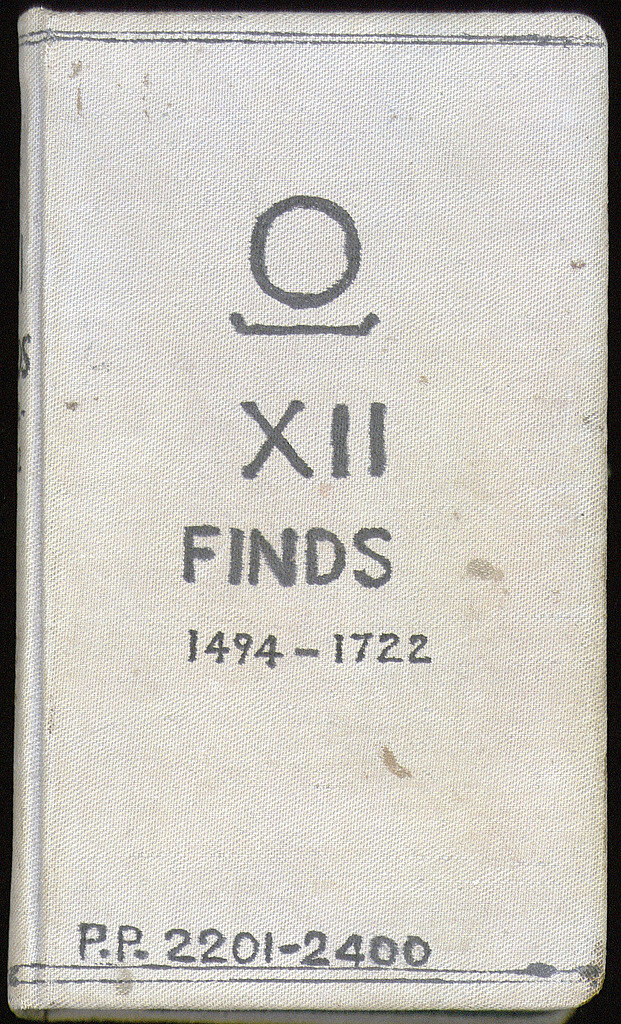 O
XII
FINDS
1494-1722
P.P. 2201-2400